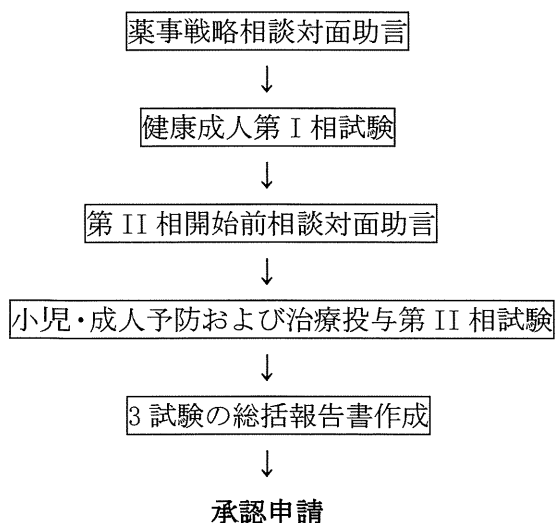 薬事戦略相談対面助言
↓
健康成人第 I 相試験
↓
第 II 相開始前相談対面助言
↓
小児・成人予防および治療投与第 II 相試験
↓
3 試験の総括報告書作成
↓
承認申請